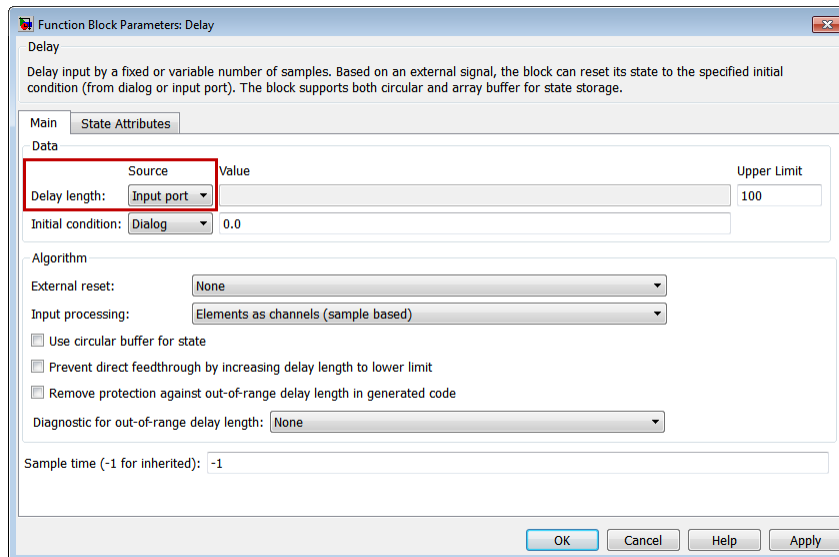 Function Block Parameters: Delay
Delay
Delay input by a fixed or variable number of samples. Based on an external signal, the block can reset its state to the specified initial
condition (from dialog or input port). The block supports both circular and array buffer for state storage.
Main State Attributes
Data
Source Value Upper Limit
Delay length: Input port 100
Initial condition: Dialog 0.0
Algorithm
External reset: None
Input processing: Elements as channels (sample based)
Use circular buffer for state
Prevent direct feedthrough by increasing delay length to lower limit
Remove protection against out-of-range delay length in generated code
Diagnostic for out-of-range delay length: None
Sample time (-1 for inherited): -1
OK Cancel Help Apply